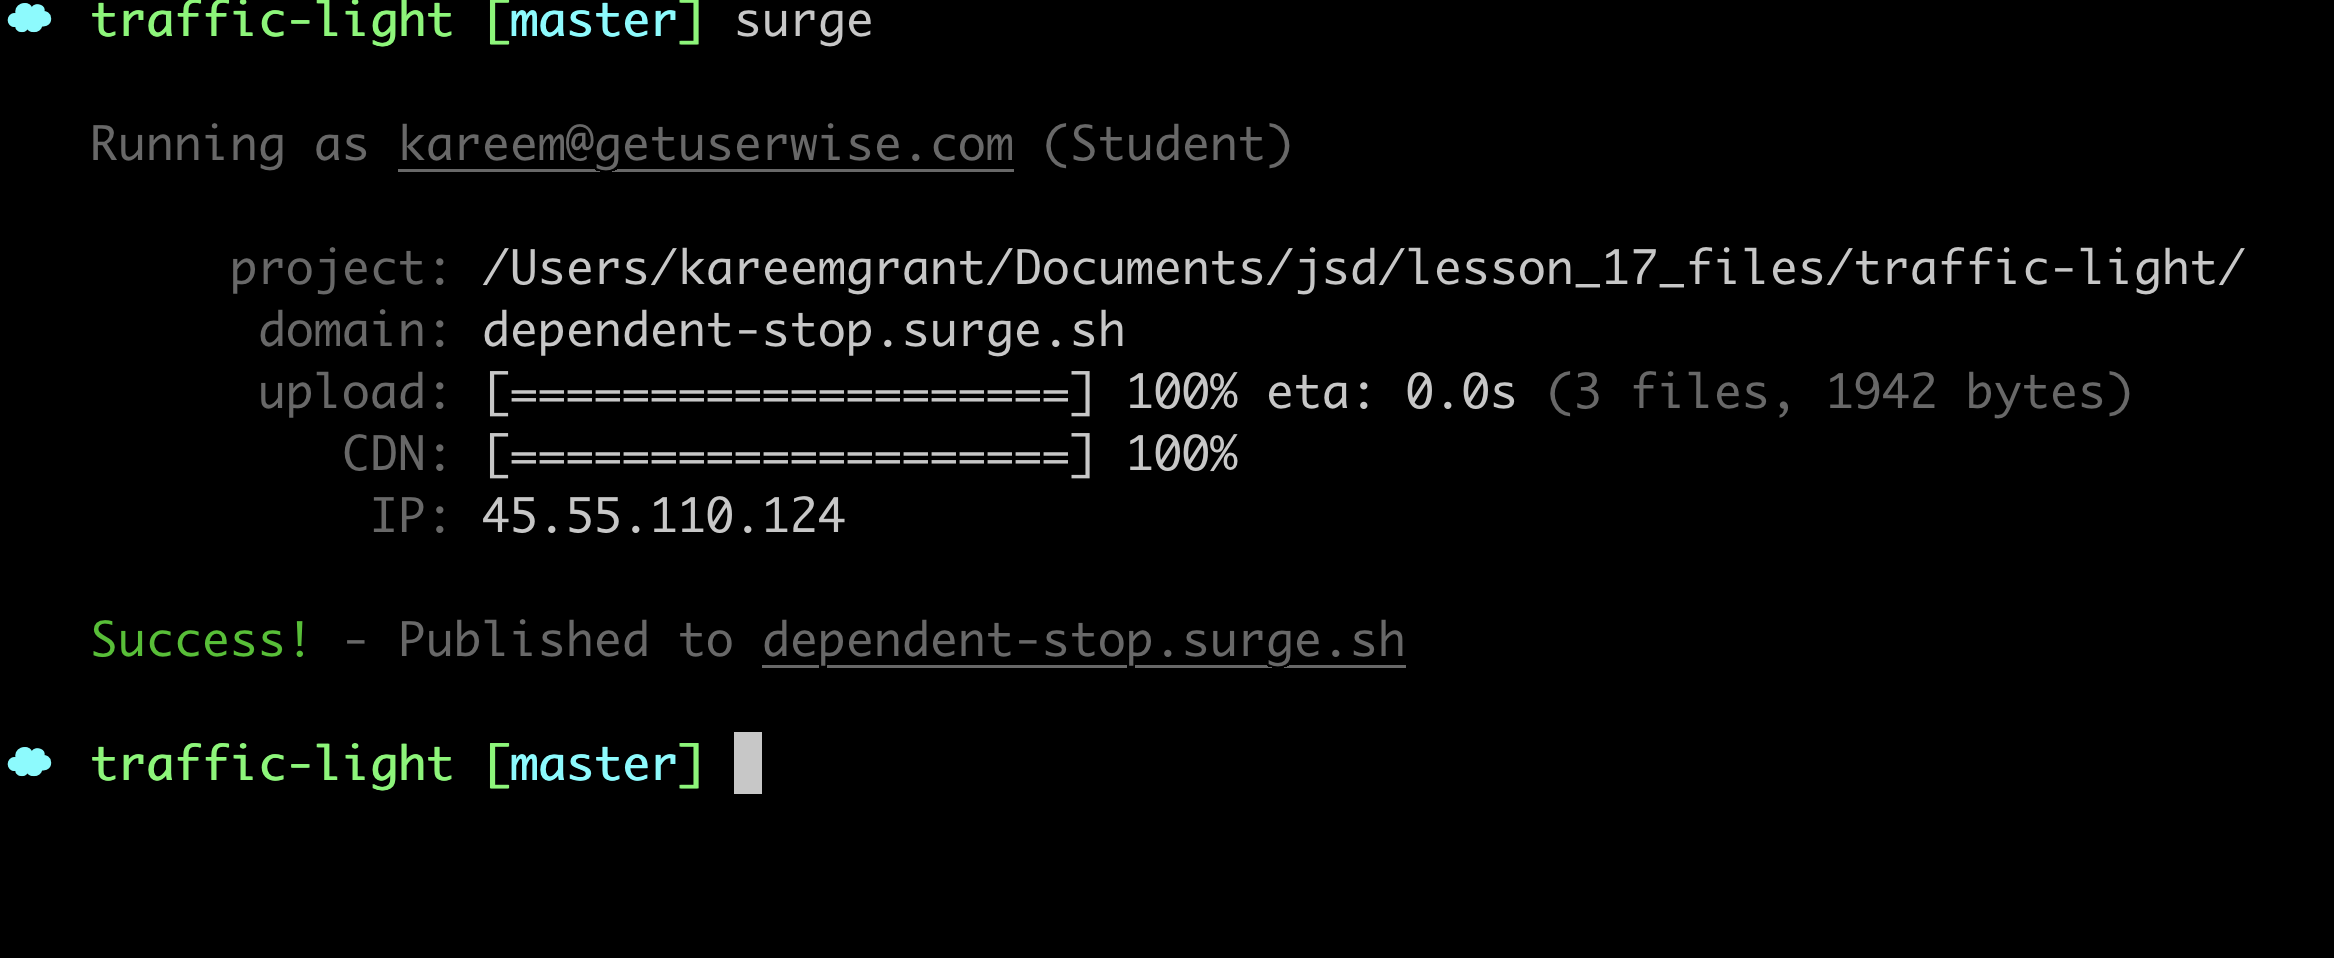 traffic-light [master] surge
Running as kareem@getuserwise.com (Student)
project: /Users/kareemgrant/Documents/jsd/lesson_17_files/traffic-light/
domain: dependent-stop.surge.sh
upload: [====================] 100% eta: 0.0s (3 files, 1942 bytes)
CDN: [====================] 100%
IP: 45.55.110.124
Success! - Published to dependent-stop.surge.sh
traffic-light [master]